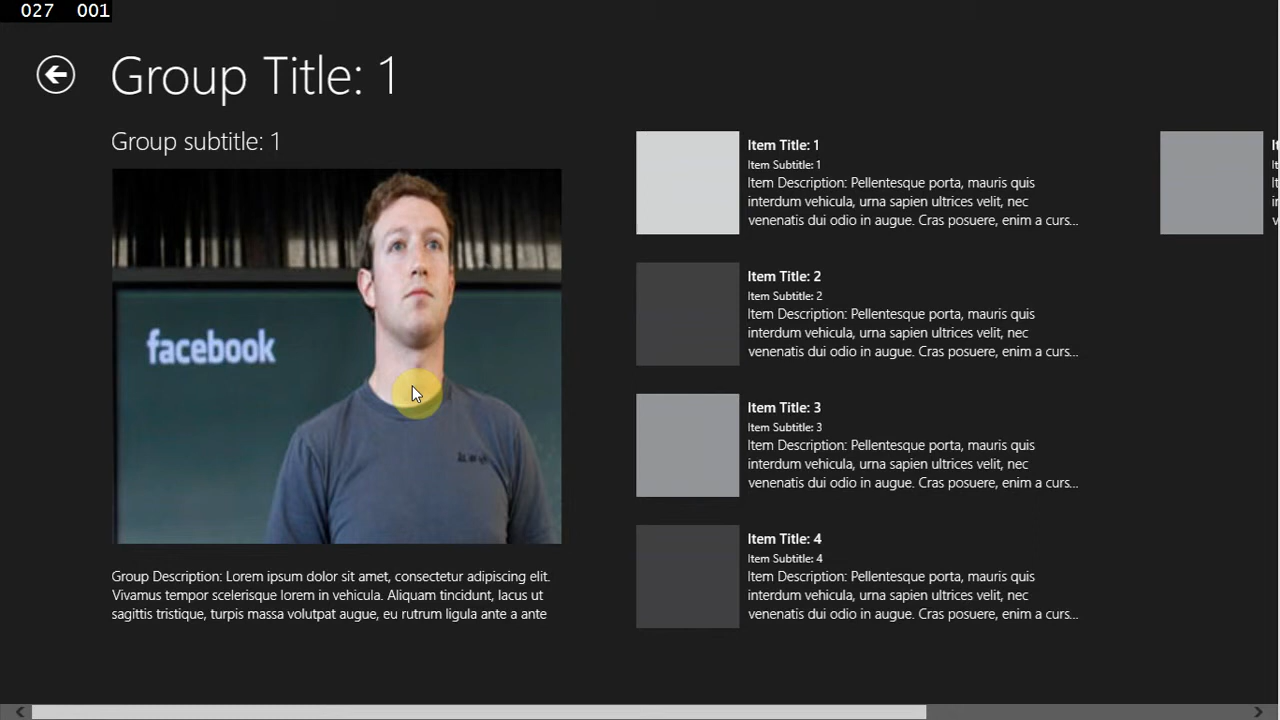 027 001
Group Title: 1
Group subtitle: 1
facebook
Group Description: Lorem ipsum dolor sit amet, consectetur adipiscing elit.
Vivamus tempor scelerisque lorem in vehicula. Aliquam tincidunt, lacus ut
sagittis tristique, turpis massa volutpat augue, eu rutrum ligula ante a ante
Item Title: 1
Item Subtitle: 1
Item Description: Pellentesque porta, mauris quis
interdum vehicula, urna sapien ultrices velit, nec
venenatis dui odio in augue. Cras posuere, enim a curs...
Item Title: 2
Item Subtitle: 2
Item Description: Pellentesque porta, mauris quis
interdum vehicula, urna sapien ultrices velit, nec
venenatis dui odio in augue. Cras posuere, enim a curs...
Item Title: 3
Item Subtitle: 3
Item Description: Pellentesque porta, mauris quis
interdum vehicula, urna sapien ultrices velit, nec
venenatis dui odio in augue. Cras posuere, enim a curs...
Item Title: 4
Item Subtitle: 4
Item Description: Pellentesque porta, mauris quis
interdum vehicula, urna sapien ultrices velit, nec
venenatis dui odio in augue. Cras posuere, enim a curs...